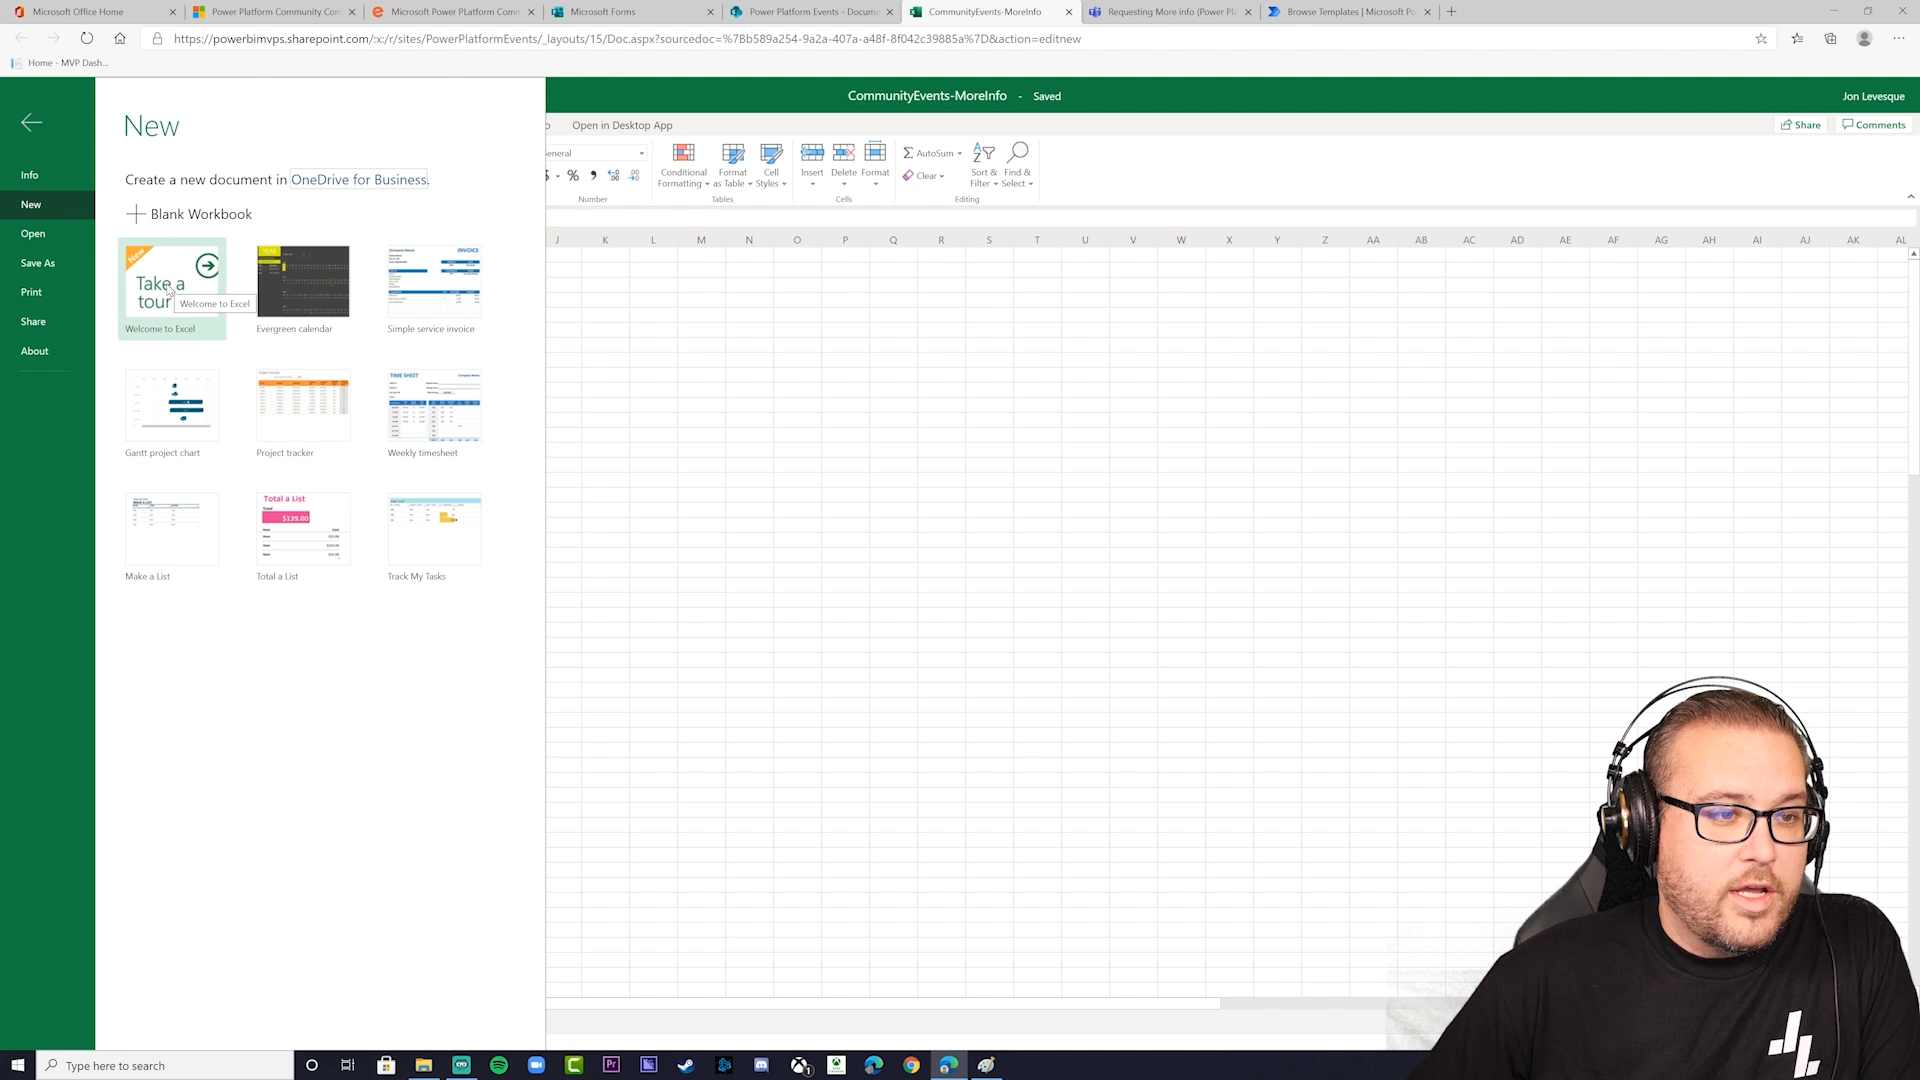 Microsoft Office Home
Power Platform Community Con
Microsoft Power PLatform Comm
Microsoft Forms
Power Platform Events - Docume
CommunityEvents-MoreInfo
Requesting More info (Power Pla
Browse Templates | Microsoft Po
https://powerbimvps.sharepoint.com/:x:/r/sites/PowerPlatformEvents/_layouts/15/Doc.aspx?sourcedoc=%7Bb589a254-9a2a-407a-a48f-8f042c39885a%7D&action=editnew
Home - MVP Dash...
CommunityEvents-MoreInfo - Saved
Jon Levesque
New
Open in Desktop App
Share
Comments
Info
New
Open
Save As
Print
Share
About
Create a new document in OneDrive for Business.
Blank Workbook
New
Take a
tour
Welcome to Excel
INVOICE
Welcome to Excel
Evergreen calendar
Simple service invoice
TIME SHEET
Gantt project chart
Project tracker
Weekly timesheet
Total a List
Total
$139.00
Make a List
Total a List
Track My Tasks
eneral
$ % ,
Number
Conditional Formatting
Format as Table
Cell Styles
Tables
Insert
Delete
Format
Cells
AutoSum
Clear
Sort & Filter
Find & Select
Editing
J K L M N O P Q R S T U V W X Y Z AA AB AC AD AE AF AG AH AI AJ AK AL
Type here to search
Pr
1